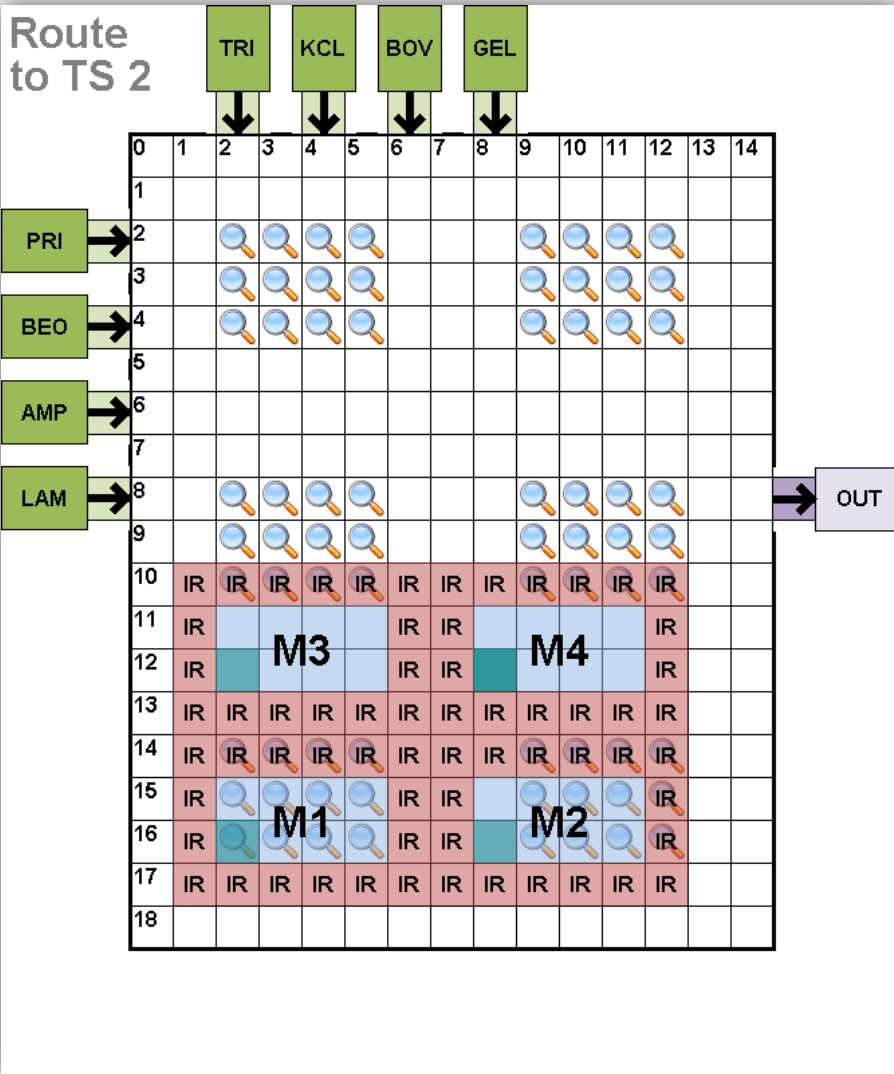 Route
to TS 2
TRI KCL BOV GEL
0 1 2 3 4 5 6 7 8 9 10 11 12 13 14
1
PRI 2
3
BEO 4
5
AMP 6
7
LAM 8 OUT
9
10 IR IR IR IR IR IR IR IR IR IR IR IR
11 IR IR IR IR
M3 M4
12 IR IR IR IR
13 IR IR IR IR IR IR IR IR IR IR IR IR
14 IR IR IR IR IR IR IR IR IR IR IR IR
15 IR IR IR IR
M1 M2
16 IR IR IR IR
17 IR IR IR IR IR IR IR IR IR IR IR IR
18